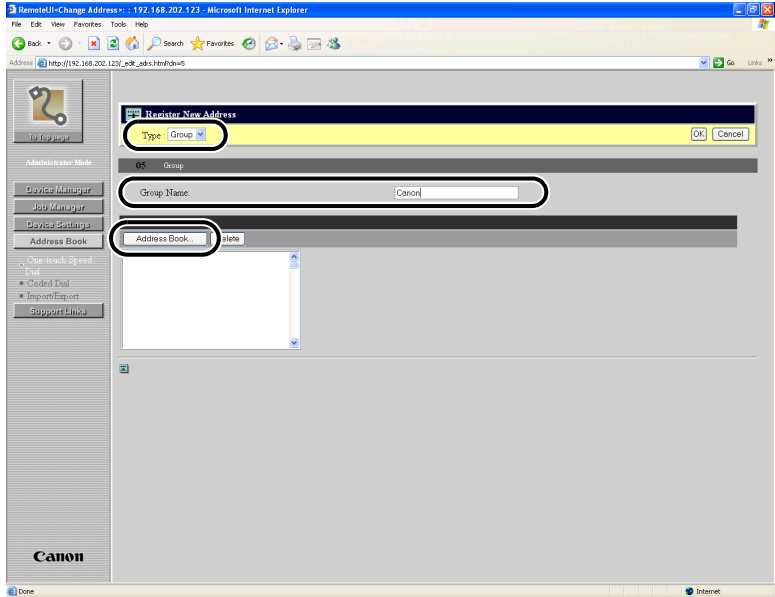 RemoteUI<Change Address>: : 192.168.202.123 - Microsoft Internet Explorer
File Edit View Favorites Tools Help
Back Search Favorites
Address http://192.168.202.123/_edit_adrs.html?dn=5 Go Links »
To Top page
Register New Address
Type : Group OK Cancel
Administrator Mode
05 Group
Device Manager
Group Name: Canon
Job Manager
Device Settings
Address Book
Address Book... elete
One-touch Speed
Dial
Coded Dial
Import/Export
Support Links
Canon
Done Internet